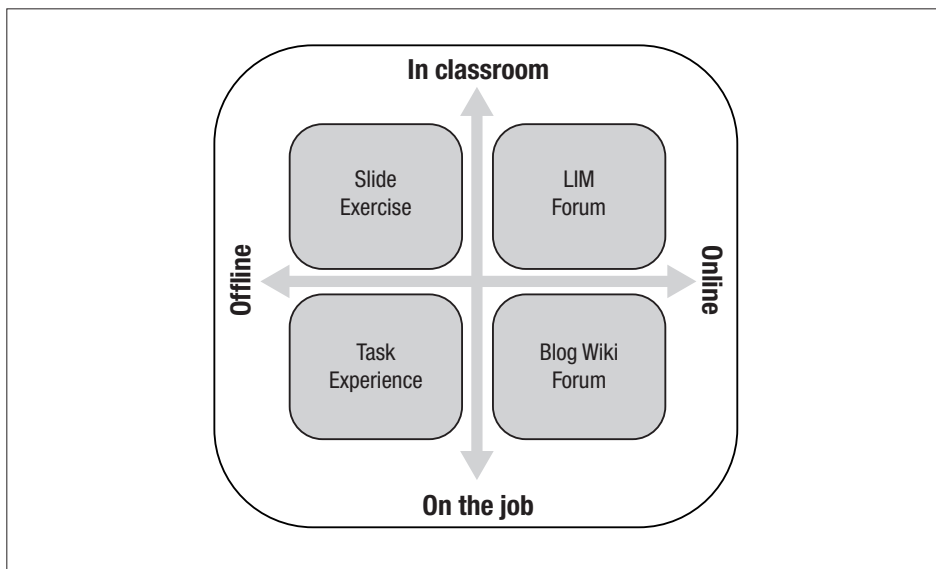 In classroom
Slide
Exercise
LIM
Forum
Offline
Online
Task
Experience
Blog Wiki
Forum
On the job